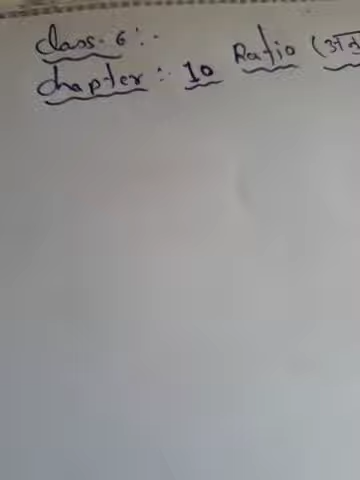 Class. 6 :-
Chapter :- 10 Ratio (